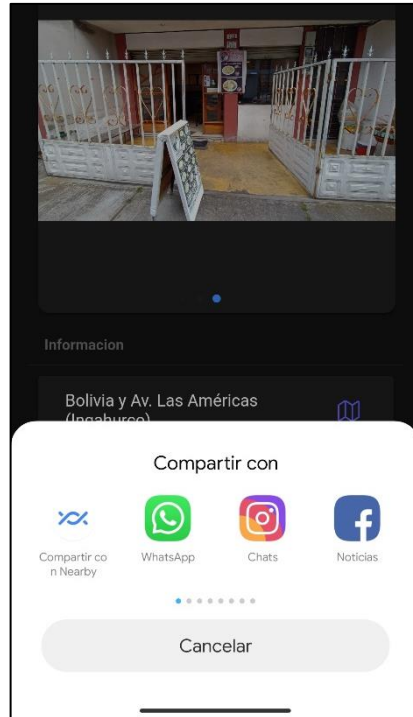 Informacion
Bolivia y Av. Las Américas
(Ingahurco)
Compartir con
Compartir co
n Nearby
WhatsApp
Chats
Noticias
Cancelar